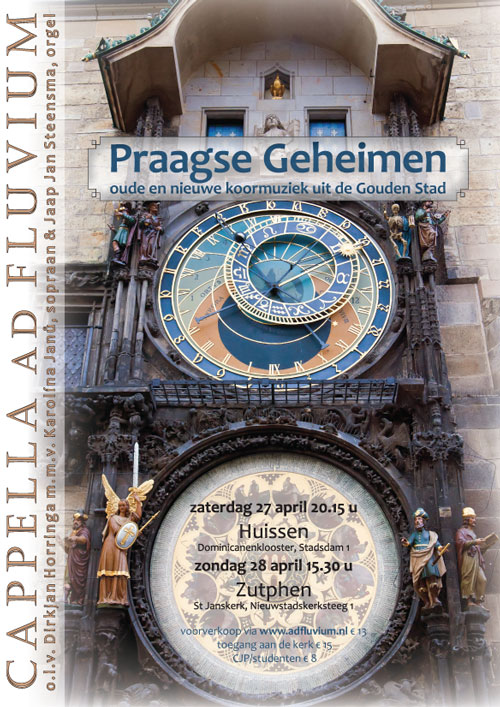 CAPPELLA AD FLUVIUM
o.l.v. Dirkjan Horringa m.m.v. Karolína Janů, sopraan & Jaap Jan Steensma, orgel
Praagse Geheimen
oude en nieuwe koormuziek uit de Gouden Stad
zaterdag 27 april 20.15 u
Huissen
Dominicanenklooster, Stadsdam 1
zondag 28 april 15.30 u
Zutphen
St Janskerk, Nieuwstadskerksteeg 1
voorverkoop via www.adfluvium.nl € 13
toegang aan de kerk € 15
CJP/studenten € 8